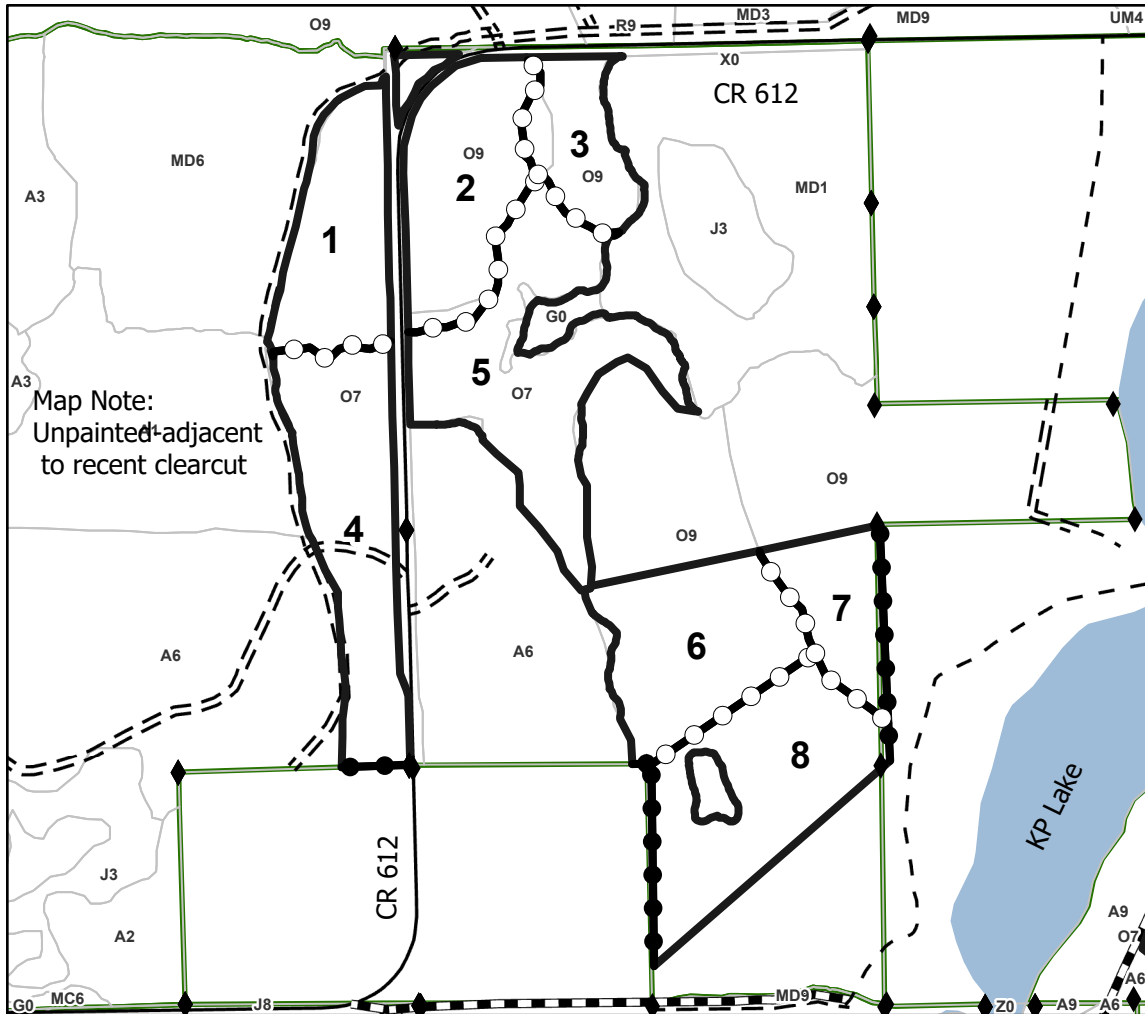 O9
R9
MD3
MD9
UM4
X0
CR 612
MD6
O9
3
2
O9
MD1
A3
1
J3
G0
5
A3
O7
O7
Map Note:
Unpainted-adjacent
to recent clearcut
O9
4
O9
7
6
A6
A6
8
KP Lake
CR 612
J3
A9
A2
O7
A6
MC6
G0
J8
MD9
Z0
A9
A6